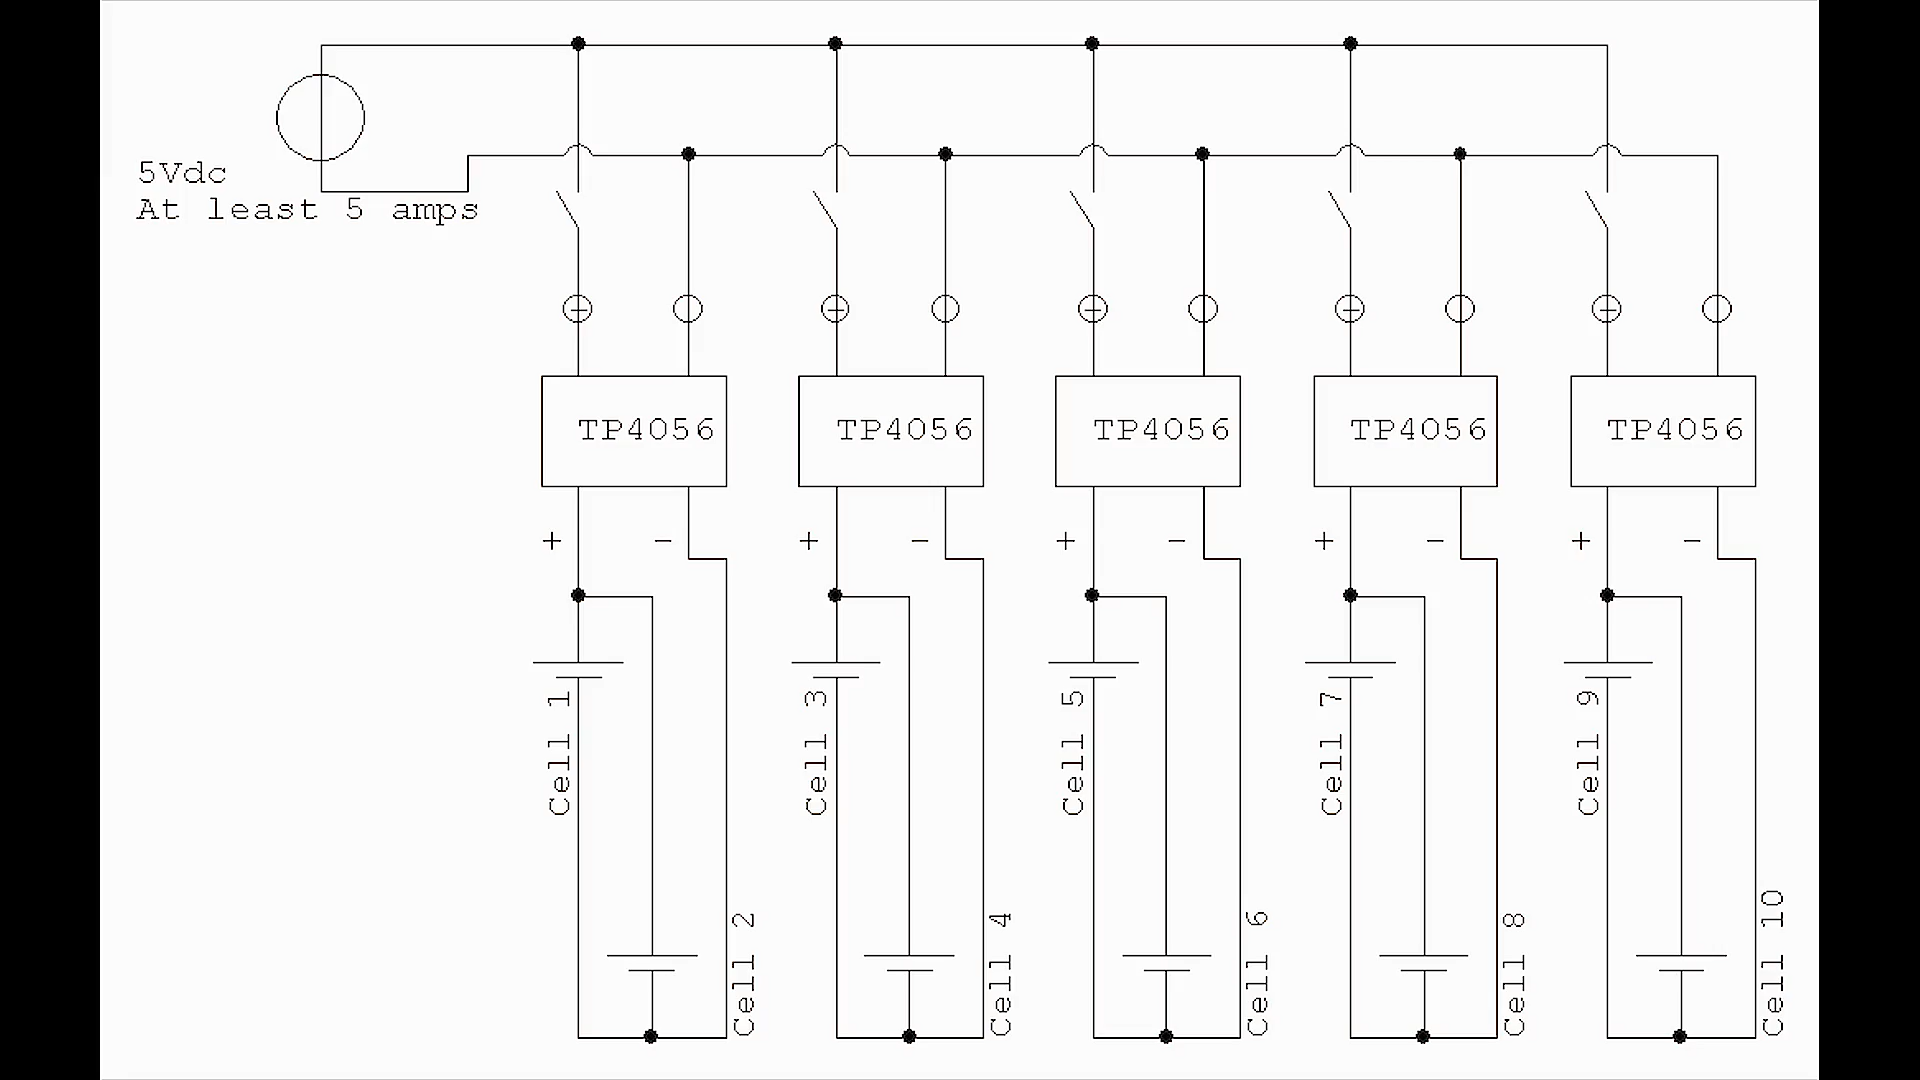 5Vdc
At least 5 amps
+ + + + +
TP4056 TP4056 TP4056 TP4056 TP4056
+ - + - + - + - + -
Cell 1
Cell 2
Cell 3
Cell 4
Cell 5
Cell 6
Cell 7
Cell 8
Cell 9
Cell 10